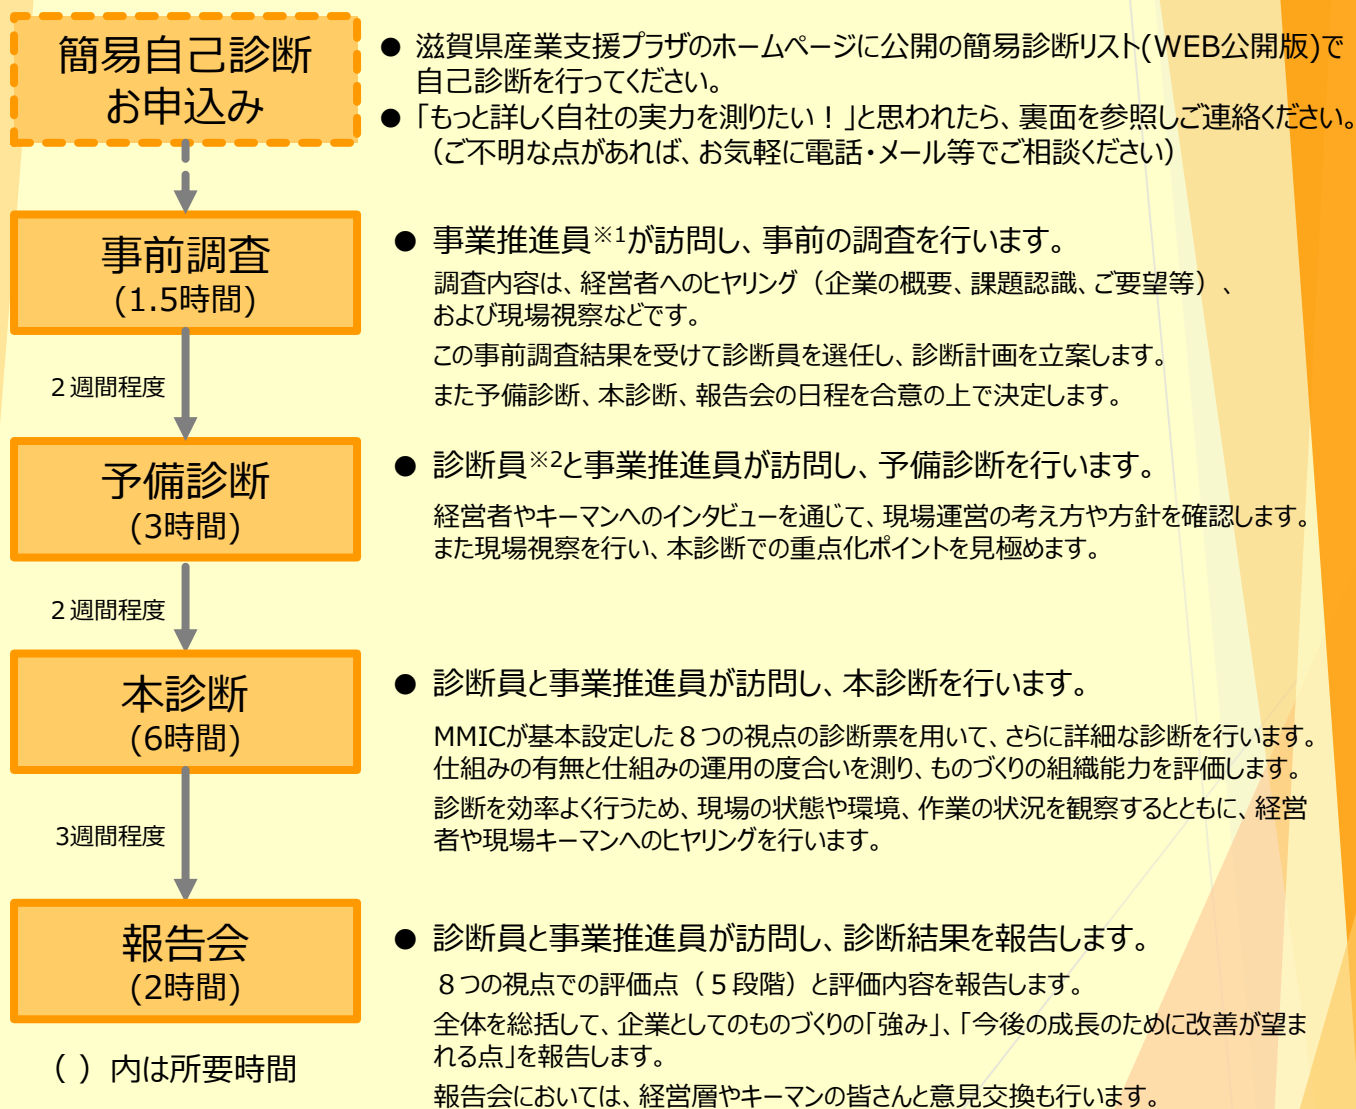 簡易自己診断
お申込み
● 滋賀県産業支援プラザのホームページに公開の簡易診断リスト(WEB公開版)で
自己診断を行ってください。
● 「もっと詳しく自社の実力を測りたい！」と思われたら、裏面を参照しご連絡ください。
（ご不明な点があれば、お気軽に電話・メール等でご相談ください）
事前調査
(1.5時間)
● 事業推進員※1が訪問し、事前の調査を行います。
調査内容は、経営者へのヒヤリング（企業の概要、課題認識、ご要望等）、
および現場視察などです。
この事前調査結果を受けて診断員を選任し、診断計画を立案します。
また予備診断、本診断、報告会の日程を合意の上で決定します。
２週間程度
予備診断
(3時間)
● 診断員※2と事業推進員が訪問し、予備診断を行います。
経営者やキーマンへのインタビューを通じて、現場運営の考え方や方針を確認します。
また現場視察を行い、本診断での重点化ポイントを見極めます。
２週間程度
本診断
(6時間)
● 診断員と事業推進員が訪問し、本診断を行います。
MMICが基本設定した８つの視点の診断票を用いて、さらに詳細な診断を行います。
仕組みの有無と仕組みの運用の度合いを測り、ものづくりの組織能力を評価します。
診断を効率よく行うため、現場の状態や環境、作業の状況を観察するとともに、経営
者や現場キーマンへのヒヤリングを行います。
3週間程度
報告会
(2時間)
● 診断員と事業推進員が訪問し、診断結果を報告します。
８つの視点での評価点（５段階）と評価内容を報告します。
全体を総括して、企業としてのものづくりの「強み」、「今後の成長のために改善が望ま
れる点」を報告します。
報告会においては、経営層やキーマンの皆さんと意見交換も行います。
（ ）内は所要時間